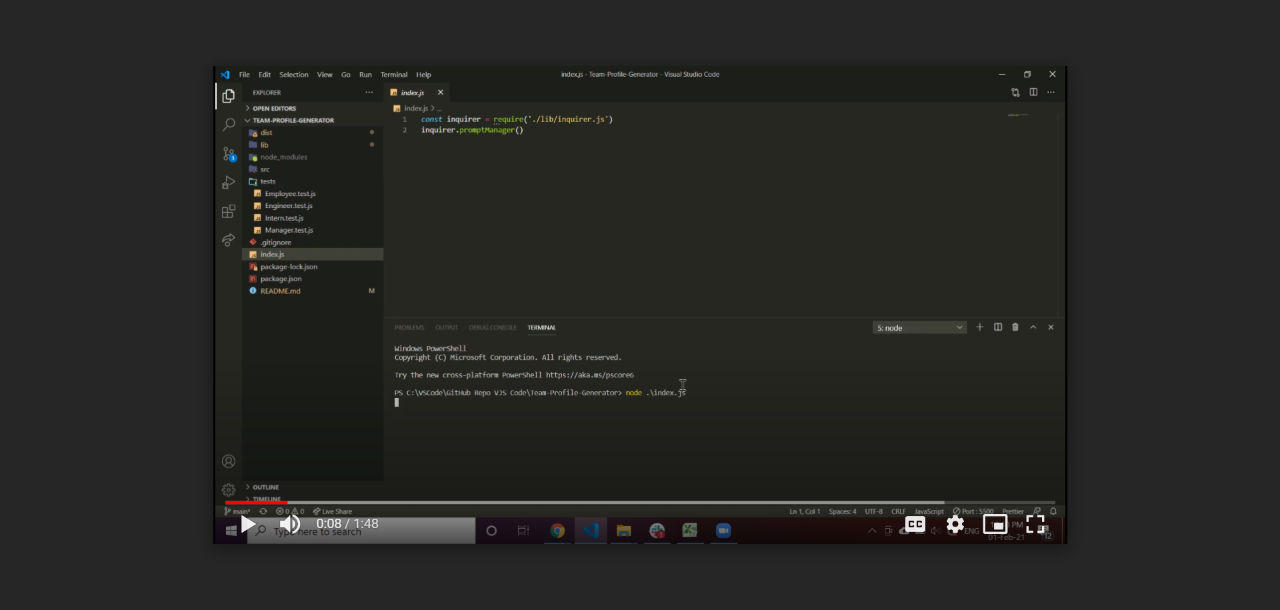 File Edit Selection View Go Run Terminal Help
index.js - Team-Profile-Generator - Visual Studio Code
EXPLORER
OPEN EDITORS
TEAM-PROFILE-GENERATOR
dist
lib
node_modules
src
tests
Employee.test.js
Engineer.test.js
Intern.test.js
Manager.test.js
.gitignore
index.js
package-lock.json
package.json
README.md M
OUTLINE
TIMELINE
index.js
index.js > ...
1 const inquirer = require('./lib/inquirer.js')
2 inquirer.promptManager()
PROBLEMS OUTPUT DEBUG CONSOLE TERMINAL
5: node
Windows PowerShell
Copyright (C) Microsoft Corporation. All rights reserved.
Try the new cross-platform PowerShell https://aka.ms/pscore6
PS C:\VSCode\GitHub Repo VJS Code\Team-Profile-Generator> node .\index.js
main* 0 0 Live Share
Ln 1, Col 1 Spaces: 4 UTF-8 CRLF JavaScript Port : 5500 Prettier
Type here to search
0:08 / 1:48
CC
ENG
PM
01-Feb-21
12